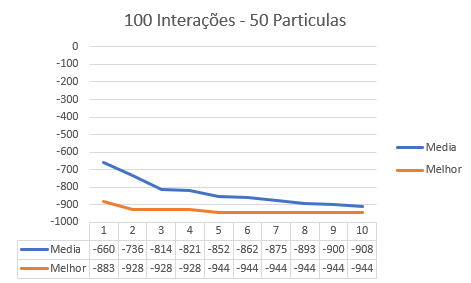 100 Interações - 50 Particulas
0
-100
-200
-300
-400
-500
-600
-700
-800
-900
-1000
Media
Melhor
1 2 3 4 5 6 7 8 9 10
Media -660 -736 -814 -821 -852 -862 -875 -893 -900 -908
Melhor -883 -928 -928 -928 -944 -944 -944 -944 -944 -944